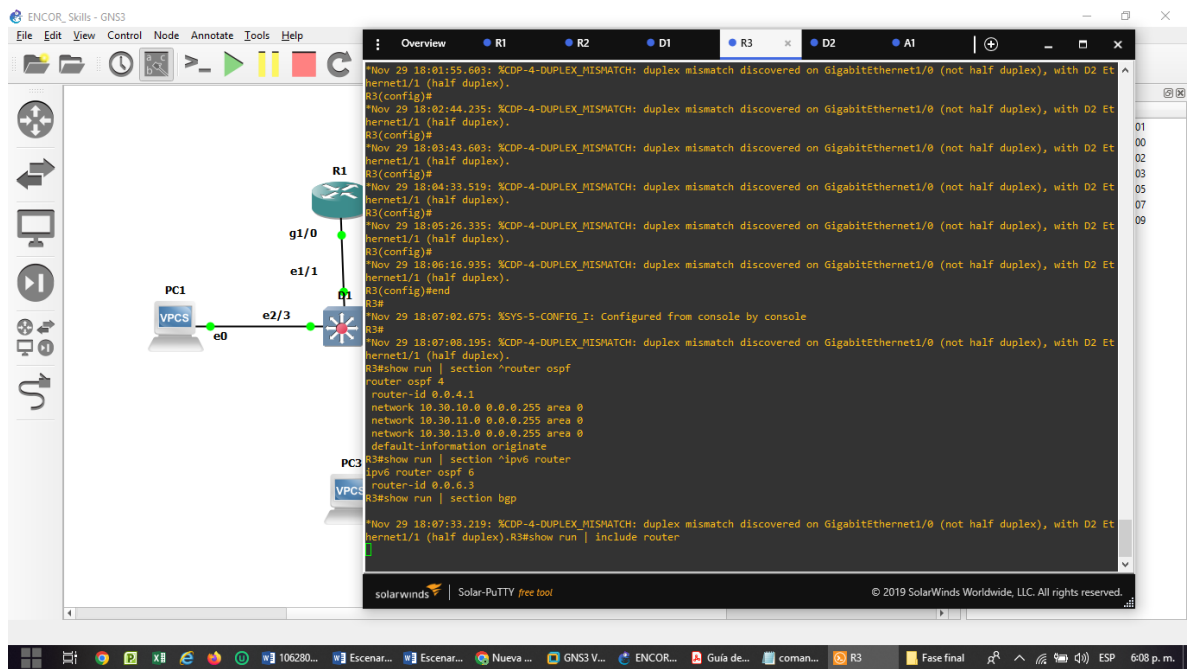 ENCOR_Skills - GNS3
File Edit View Control Node Annotate Tools Help
Overview R1 R2 D1 R3 D2 A1
*Nov 29 18:01:55.603: %CDP-4-DUPLEX_MISMATCH: duplex mismatch discovered on GigabitEthernet1/0 (not half duplex), with D2 Et
hernet1/1 (half duplex).
R3(config)#
*Nov 29 18:02:44.235: %CDP-4-DUPLEX_MISMATCH: duplex mismatch discovered on GigabitEthernet1/0 (not half duplex), with D2 Et
hernet1/1 (half duplex).
R3(config)#
*Nov 29 18:03:43.603: %CDP-4-DUPLEX_MISMATCH: duplex mismatch discovered on GigabitEthernet1/0 (not half duplex), with D2 Et
hernet1/1 (half duplex).
R3(config)#
*Nov 29 18:04:33.519: %CDP-4-DUPLEX_MISMATCH: duplex mismatch discovered on GigabitEthernet1/0 (not half duplex), with D2 Et
hernet1/1 (half duplex).
R3(config)#
*Nov 29 18:05:26.335: %CDP-4-DUPLEX_MISMATCH: duplex mismatch discovered on GigabitEthernet1/0 (not half duplex), with D2 Et
hernet1/1 (half duplex).
R3(config)#
*Nov 29 18:06:16.935: %CDP-4-DUPLEX_MISMATCH: duplex mismatch discovered on GigabitEthernet1/0 (not half duplex), with D2 Et
hernet1/1 (half duplex).
R3(config)#end
R3#
*Nov 29 18:07:02.675: %SYS-5-CONFIG_I: Configured from console by console
R3#
*Nov 29 18:07:08.195: %CDP-4-DUPLEX_MISMATCH: duplex mismatch discovered on GigabitEthernet1/0 (not half duplex), with D2 Et
hernet1/1 (half duplex).
R3#show run | section ^router ospf
router ospf 4
router-id 0.0.4.1
network 10.30.10.0 0.0.0.255 area 0
network 10.30.11.0 0.0.0.255 area 0
network 10.30.13.0 0.0.0.255 area 0
default-information originate
R3#show run | section ^ipv6 router
ipv6 router ospf 6
router-id 0.0.6.3
R3#show run | section bgp
*Nov 29 18:07:33.219: %CDP-4-DUPLEX_MISMATCH: duplex mismatch discovered on GigabitEthernet1/0 (not half duplex), with D2 Et
hernet1/1 (half duplex).R3#show run | include router
solarwinds Solar-PuTTY free tool © 2019 SolarWinds Worldwide, LLC. All rights reserved.
R1
g1/0
e1/1
D1
PC1
VPCS
e2/3
e0
PC3
VPCS
01
00
02
03
05
07
09
106280... Escenar... Escenar... Nueva ... GNS3 V... ENCOR... Guía de... coman... R3 Fase final ESP 6:08 p. m.